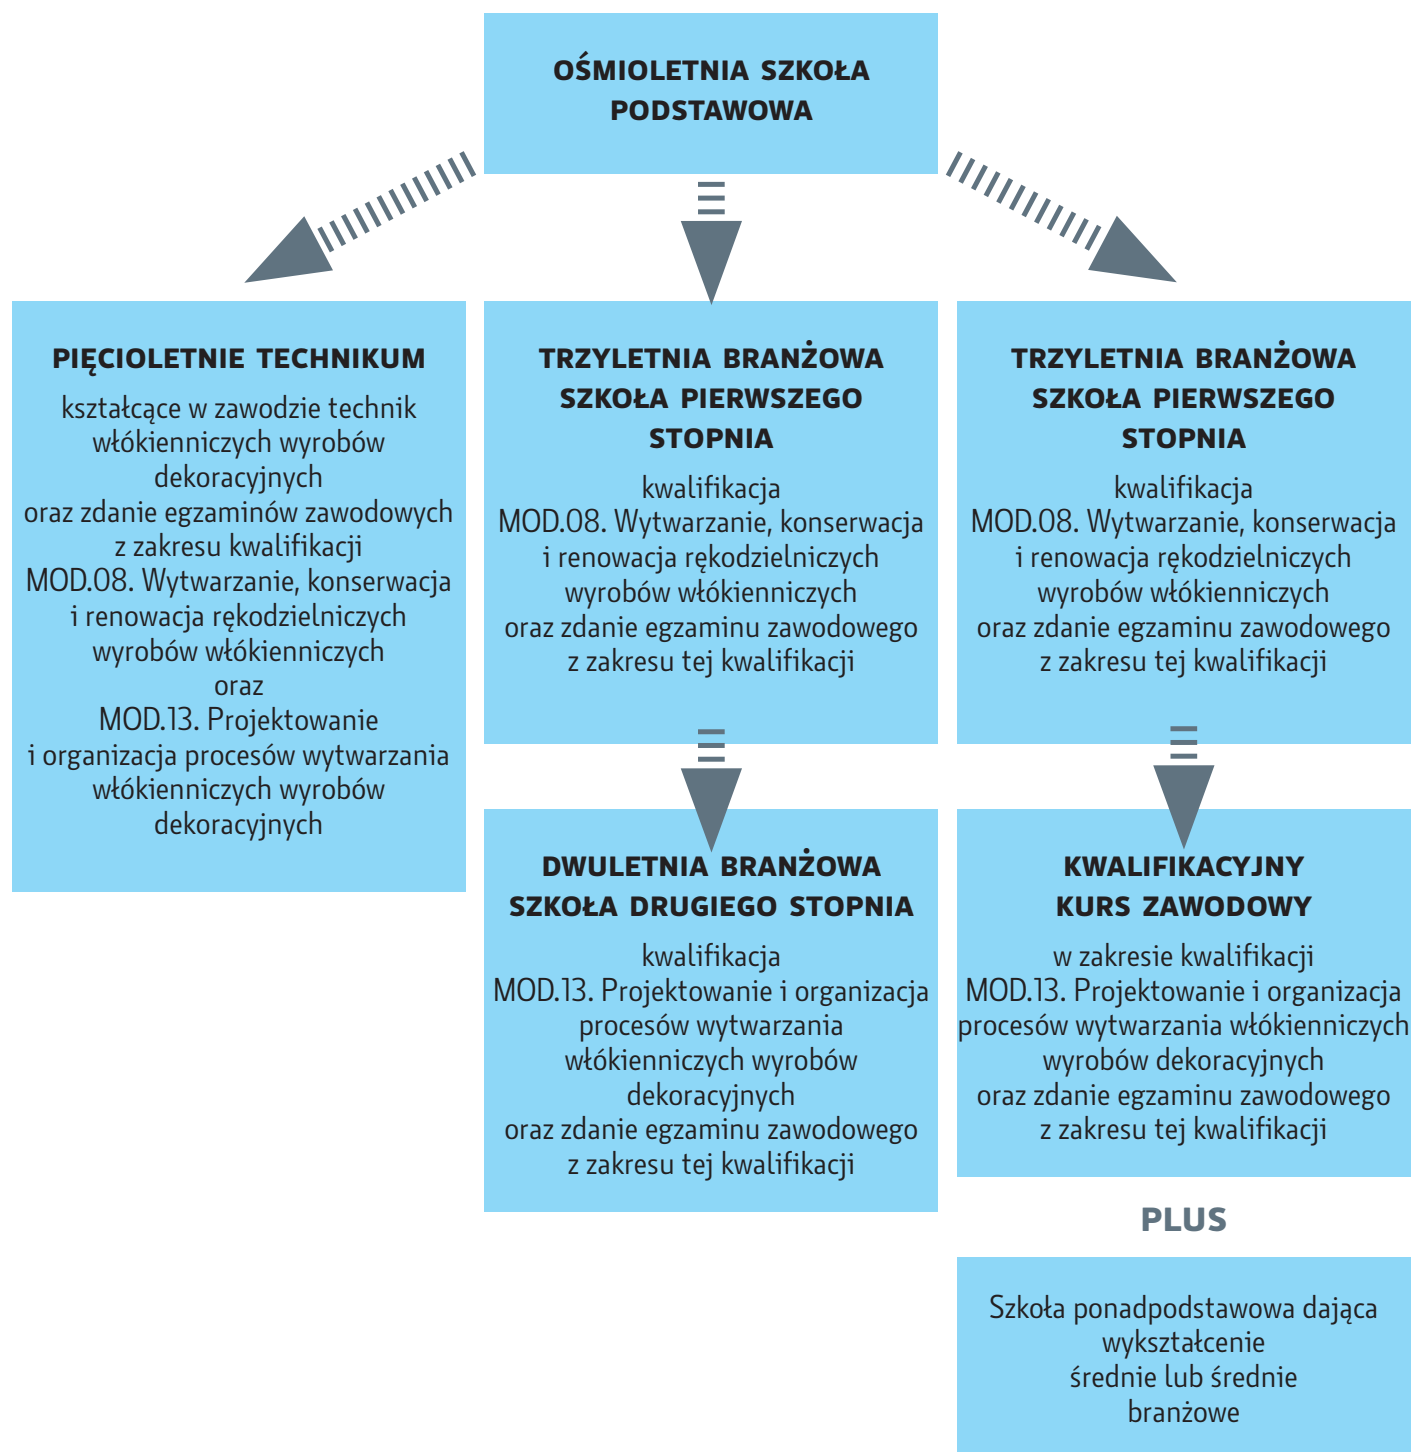 OŚMIOLETNIA SZKOŁA
PODSTAWOWA
PIĘCIOLETNIE TECHNIKUM
kształcące w zawodzie technik
włókienniczych wyrobów
dekoracyjnych
oraz zdanie egzaminów zawodowych
z zakresu kwalifikacji
MOD.08. Wytwarzanie, konserwacja
i renowacja rękodzielniczych
wyrobów włókienniczych
oraz
MOD.13. Projektowanie
i organizacja procesów wytwarzania
włókienniczych wyrobów
dekoracyjnych
TRZYLETNIA BRANŻOWA
SZKOŁA PIERWSZEGO
STOPNIA
kwalifikacja
MOD.08. Wytwarzanie, konserwacja
i renowacja rękodzielniczych
wyrobów włókienniczych
oraz zdanie egzaminu zawodowego
z zakresu tej kwalifikacji
DWULETNIA BRANŻOWA
SZKOŁA DRUGIEGO STOPNIA
kwalifikacja
MOD.13. Projektowanie i organizacja
procesów wytwarzania
włókienniczych wyrobów
dekoracyjnych
oraz zdanie egzaminu zawodowego
z zakresu tej kwalifikacji
TRZYLETNIA BRANŻOWA
SZKOŁA PIERWSZEGO
STOPNIA
kwalifikacja
MOD.08. Wytwarzanie, konserwacja
i renowacja rękodzielniczych
wyrobów włókienniczych
oraz zdanie egzaminu zawodowego
z zakresu tej kwalifikacji
KWALIFIKACYJNY
KURS ZAWODOWY
w zakresie kwalifikacji
MOD.13. Projektowanie i organizacja
procesów wytwarzania włókienniczych
wyrobów dekoracyjnych
oraz zdanie egzaminu zawodowego
z zakresu tej kwalifikacji
PLUS
Szkoła ponadpodstawowa dająca
wykształcenie
średnie lub średnie
branżowe